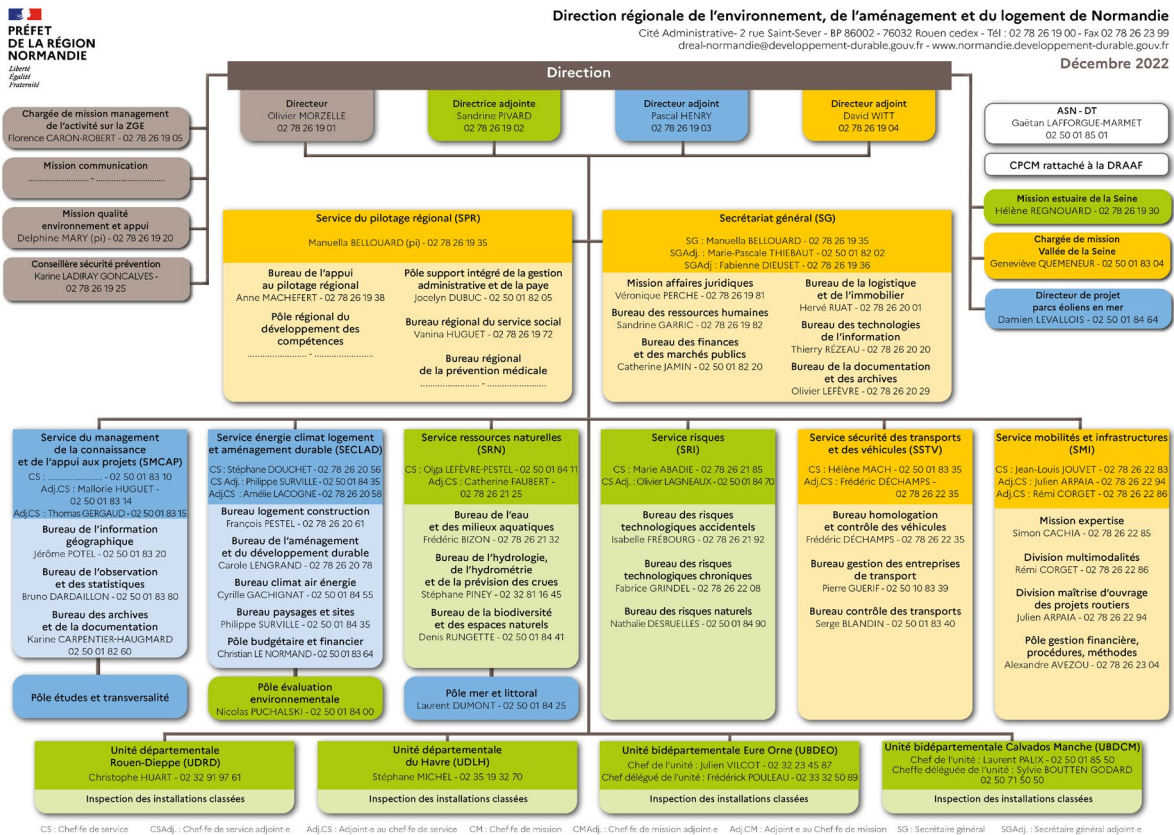 PRÉFET
DE LA RÉGION
NORMANDIE
Liberté
Égalité
Fraternité
Direction régionale de l'environnement, de l'aménagement et du logement de Normandie
Cité Administrative- 2 rue Saint-Sever - BP 86002 - 76032 Rouen cedex - Tél : 02 78 26 19 00 - Fax 02 78 26 23 99
dreal-normandie@developpement-durable.gouv.fr - www.normandie.developpement-durable.gouv.fr
Décembre 2022
Direction
Directeur
Olivier MORZELLE
02 78 26 19 01
Directrice adjointe
Sandrine PIVARD
02 78 26 19 02
Directeur adjoint
Pascal HENRY
02 78 26 19 03
Directeur adjoint
David WITT
02 78 26 19 04
Chargée de mission management
de l'activité sur la ZGE
Florence CARON-ROBERT - 02 78 26 19 05
Mission communication
........................ - ...........................
Mission qualité
environnement et appui
Delphine MARY (pi) - 02 78 26 19 20
Conseillère sécurité prévention
Karine LADIRAY GONCALVES -
02 78 26 19 25
ASN - DT
Gaëtan LAFFORGUE-MARMET
02 50 01 85 01
CPCM rattaché à la DRAAF
Mission estuaire de la Seine
Hélène REGNOUARD - 02 78 26 19 30
Chargée de mission
Vallée de la Seine
Geneviève QUEMENEUR - 02 50 01 83 04
Directeur de projet
parcs éoliens en mer
Damien LEVALLOIS - 02 50 01 84 64
Service du pilotage régional (SPR)
Manuella BELLOUARD (pi) - 02 78 26 19 35
Bureau de l'appui
au pilotage régional
Anne MACHEFERT - 02 78 26 19 38
Pôle régional du
développement des
compétences
........................ - ........................
Pôle support intégré de la gestion
administrative et de la paye
Jocelyn DUBUC - 02 50 01 82 05
Bureau régional du service social
Vanina HUGUET - 02 78 26 19 72
Bureau régional
de la prévention médicale
........................ - ........................
Secrétariat général (SG)
SG : Manuella BELLOUARD - 02 78 26 19 35
SGAdj. : Marie-Pascale THIEBAUT - 02 50 01 82 02
SGAdj : Fabienne DIEUSET - 02 78 26 19 36
Mission affaires juridiques
Véronique PERCHE - 02 78 26 19 81
Bureau des ressources humaines
Sandrine GARRIC - 02 78 26 19 82
Bureau des finances
et des marchés publics
Catherine JAMIN - 02 50 01 82 20
Bureau de la logistique
et de l'immobilier
Hervé RUAT - 02 78 26 20 01
Bureau des technologies
de l'information
Thierry RÉZEAU - 02 78 26 20 20
Bureau de la documentation
et des archives
Olivier LEFÈVRE - 02 78 26 20 29
Service du management
de la connaissance
et de l'appui aux projets (SMCAP)
CS : ........................ - 02 50 01 83 10
Adj.CS : Mallorie HUGUET -
02 50 01 83 14
Adj.CS : Thomas GERGAUD - 02 50 01 83 15
Bureau de l'information
géographique
Jérôme POTEL - 02 50 01 83 20
Bureau de l'observation
et des statistiques
Bruno DARDAILLON - 02 50 01 83 80
Bureau des archives
et de la documentation
Karine CARPENTIER-HAUGMARD
02 50 01 82 60
Pôle études et transversalité
Service énergie climat logement
et aménagement durable (SECLAD)
CS : Stéphane DOUCHET - 02 78 26 20 56
CS Adj. : Philippe SURVILLE - 02 50 01 84 35
Adj.CS : Amélie LACOGNE - 02 78 26 20 58
Bureau logement construction
François PESTEL - 02 78 26 20 61
Bureau de l'aménagement
et du développement durable
Carole LENGRAND - 02 78 26 20 78
Bureau climat air énergie
Cyrille GACHIGNAT - 02 50 01 84 55
Bureau paysages et sites
Philippe SURVILLE - 02 50 01 84 35
Pôle budgétaire et financier
Christian LE NORMAND - 02 50 01 83 64
Pôle évaluation
environnementale
Nicolas PUCHALSKI - 02 50 01 84 00
Service ressources naturelles
(SRN)
CS : Olga LEFÈVRE-PESTEL - 02 50 01 84 11
Adj.CS : Catherine FAUBERT -
02 78 26 21 25
Bureau de l'eau
et des milieux aquatiques
Frédéric BIZON - 02 78 26 21 32
Bureau de l'hydrologie,
de l'hydrométrie
et de la prévision des crues
Stéphane PINEY - 02 32 81 16 45
Bureau de la biodiversité
et des espaces naturels
Denis RUNGETTE - 02 50 01 84 41
Pôle mer et littoral
Laurent DUMONT - 02 50 01 84 25
Service risques
(SRI)
CS : Marie ABADIE - 02 78 26 21 85
CS Adj. : Olivier LAGNEAUX - 02 50 01 84 70
Bureau des risques
technologiques accidentels
Isabelle FRÉBOURG - 02 78 26 21 92
Bureau des risques
technologiques chroniques
Fabrice GRINDEL - 02 78 26 22 08
Bureau des risques naturels
Nathalie DESRUELLES - 02 50 01 84 90
Service sécurité des transports
et des véhicules (SSTV)
CS : Hélène MACH - 02 50 01 83 35
Adj.CS : Frédéric DÉCHAMPS -
02 78 26 22 35
Bureau homologation
et contrôle des véhicules
Frédéric DÉCHAMPS - 02 78 26 22 35
Bureau gestion des entreprises
de transport
Pierre GUERIF - 02 50 10 83 39
Bureau contrôle des transports
Serge BLANDIN - 02 50 01 83 40
Service mobilités et infrastructures
(SMI)
CS : Jean-Louis JOUVET - 02 78 26 22 83
Adj.CS : Julien ARPAIA - 02 78 26 22 94
Adj.CS : Rémi CORGET - 02 78 26 22 86
Mission expertise
Simon CACHIA - 02 78 26 22 85
Division multimodalités
Rémi CORGET - 02 78 26 22 86
Division maîtrise d'ouvrage
des projets routiers
Julien ARPAIA - 02 78 26 22 94
Pôle gestion financière,
procédures, méthodes
Alexandre AVEZOU - 02 78 26 23 04
Unité départementale
Rouen-Dieppe (UDRD)
Christophe HUART - 02 32 91 97 61
Inspection des installations classées
Unité départementale
du Havre (UDLH)
Stéphane MICHEL - 02 35 19 32 70
Inspection des installations classées
Unité bidépartementale Eure Orne (UBDEO)
Chef de l'unité : Julien VILCOT - 02 32 23 45 87
Chef délégué de l'unité : Frédérick POULEAU - 02 33 32 50 89
Inspection des installations classées
Unité bidépartementale Calvados Manche (UBDCM)
Chef de l'unité : Laurent PALIX - 02 50 01 85 50
Cheffe déléguée de l'unité : Sylvie BOUTTEN GODARD
02 50 71 50 50
Inspection des installations classées
CS : Chef·fe de service CSAdj. : Chef·fe de service adjoint·e Adj.CS : Adjoint·e au chef·fe de service CM : Chef·fe de mission CMAdj. : Chef·fe de mission adjoint·e Adj.CM : Adjoint·e au Chef·fe de mission SG : Secrétaire général SGAdj. : Secrétaire général adjoint·e